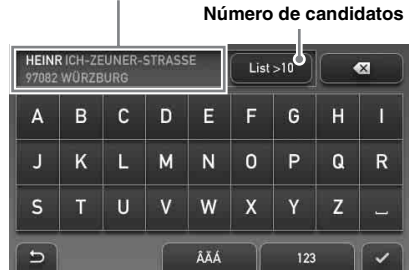 Número de candidatos
HEINR ICH-ZEUNER-STRASSE
97082 WÜRZBURG
List >10
A B C D E F G H I
J K L M N O P Q R
S T U V W X Y Z
ÂÄÁ 123